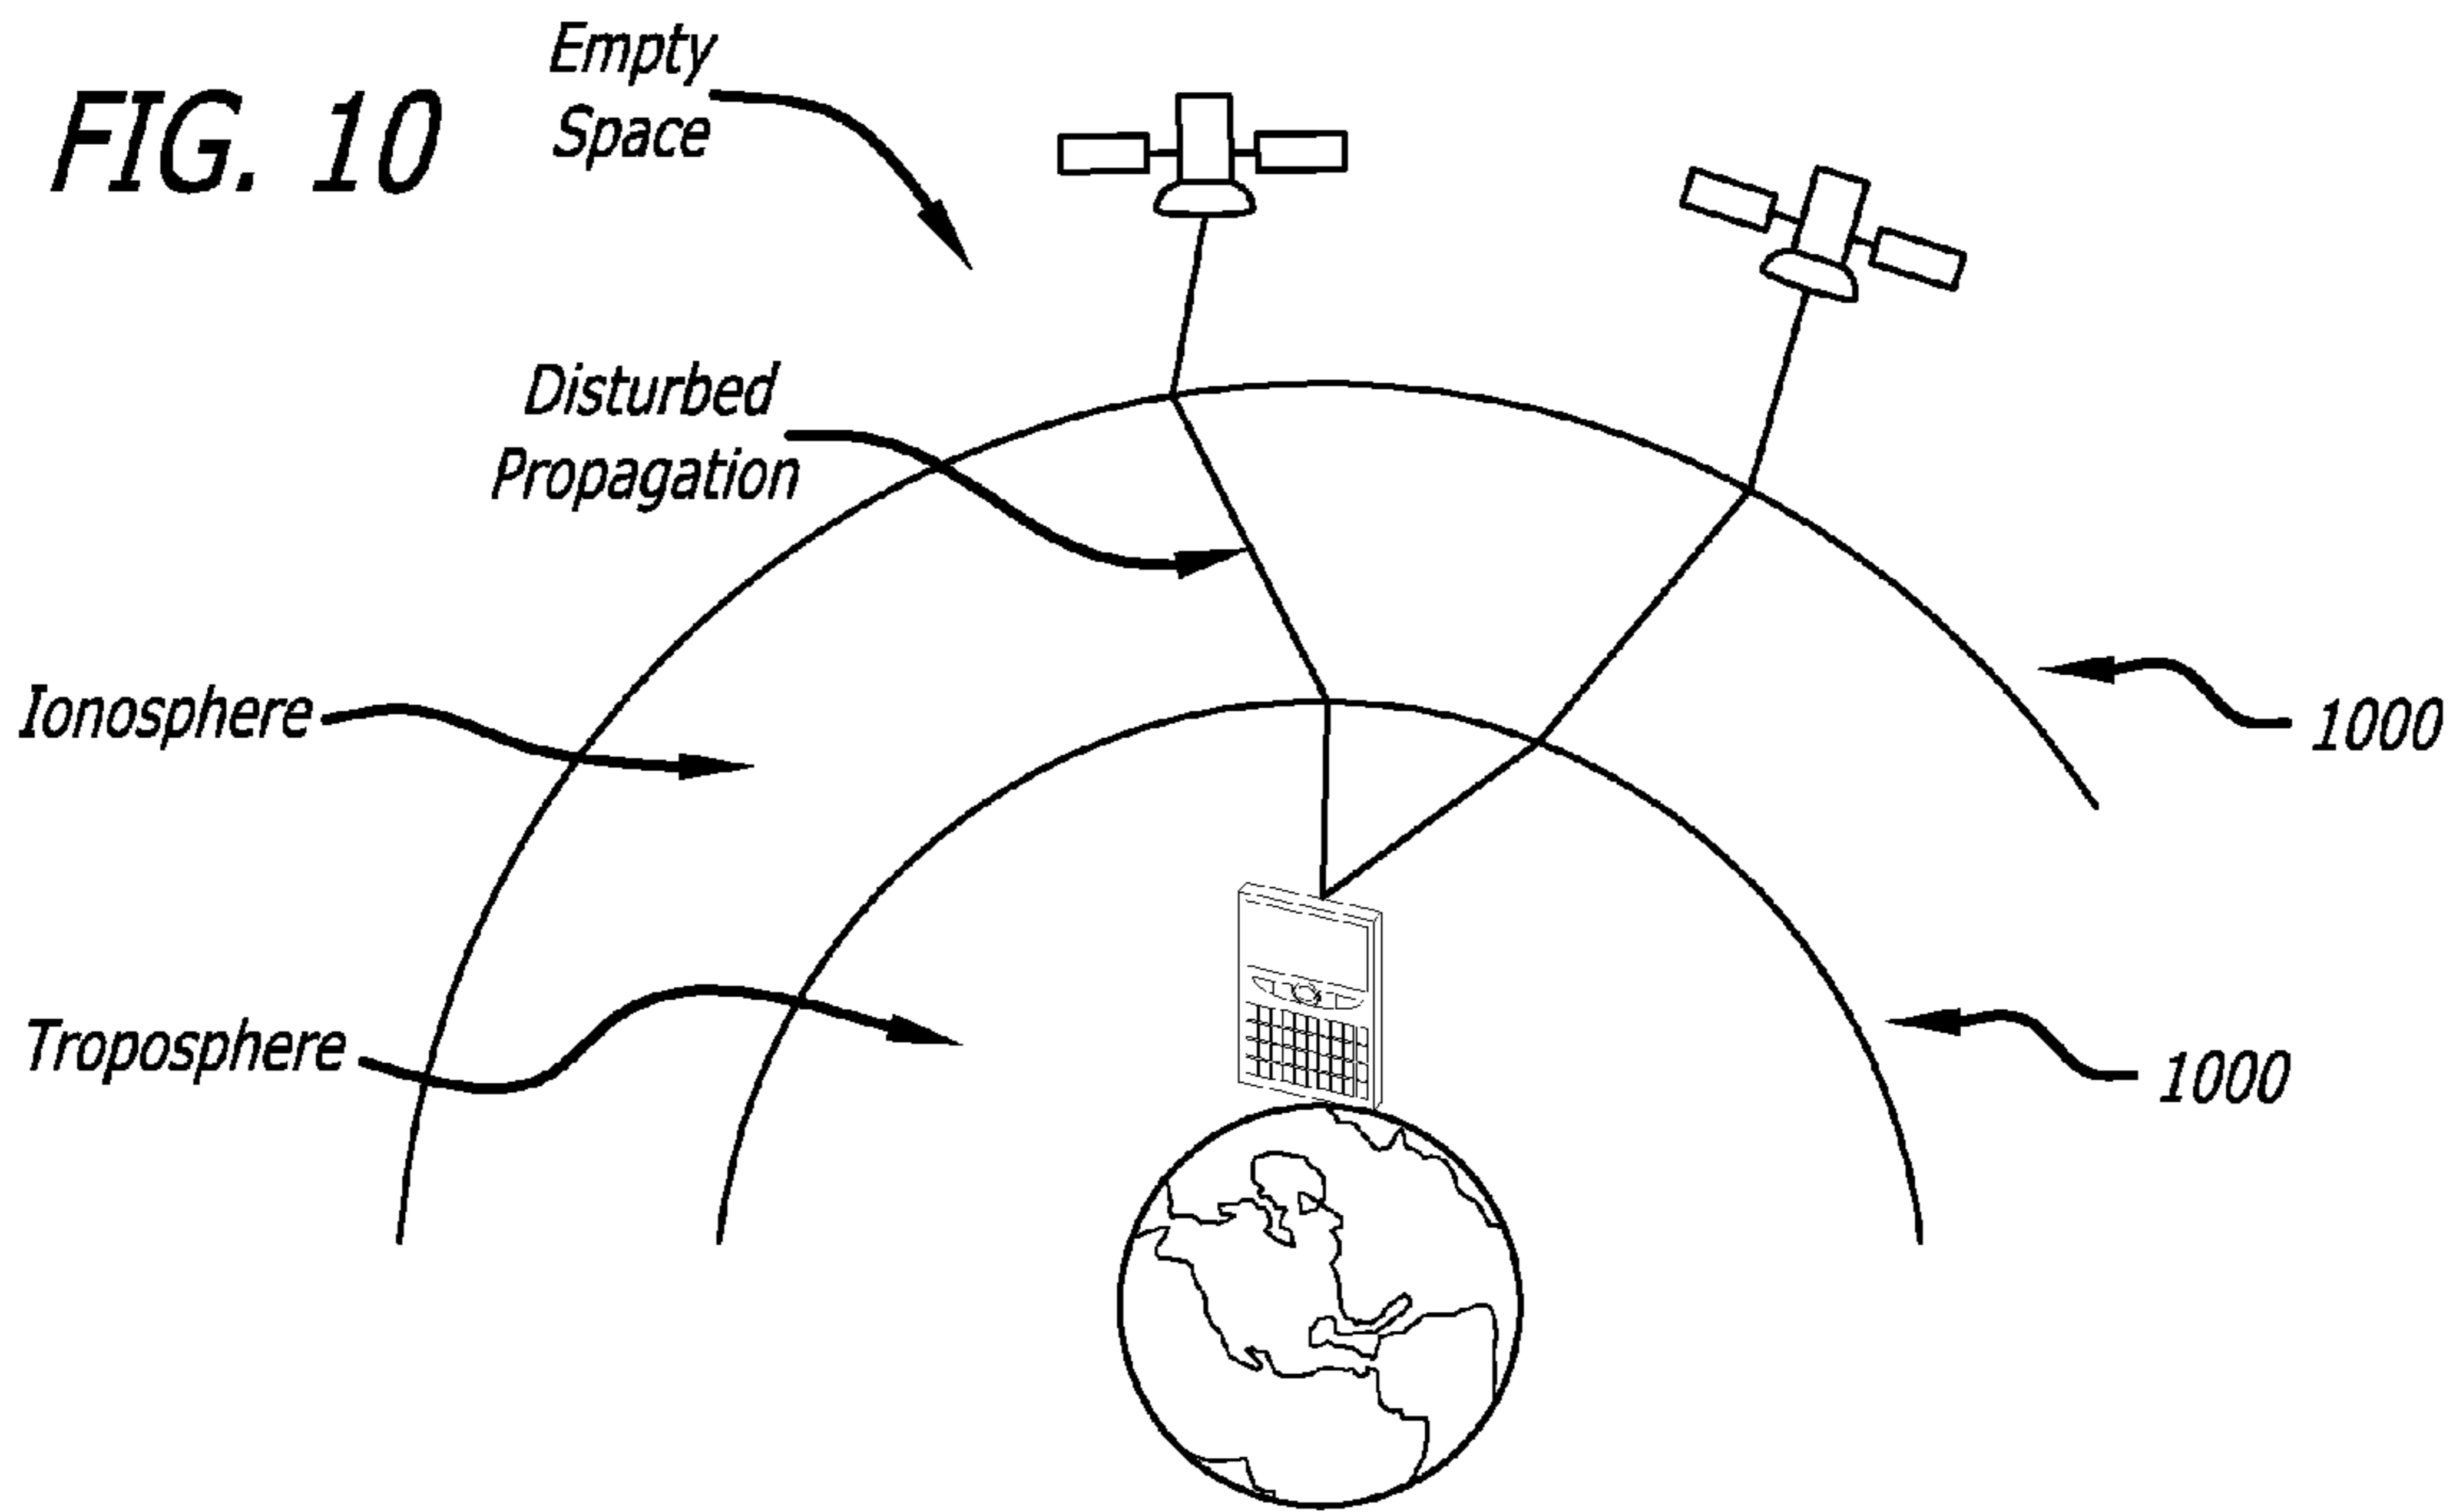 FIG. 10
Empty
Space
Disturbed
Propagation
Ionosphere
1000
Troposphere
1000